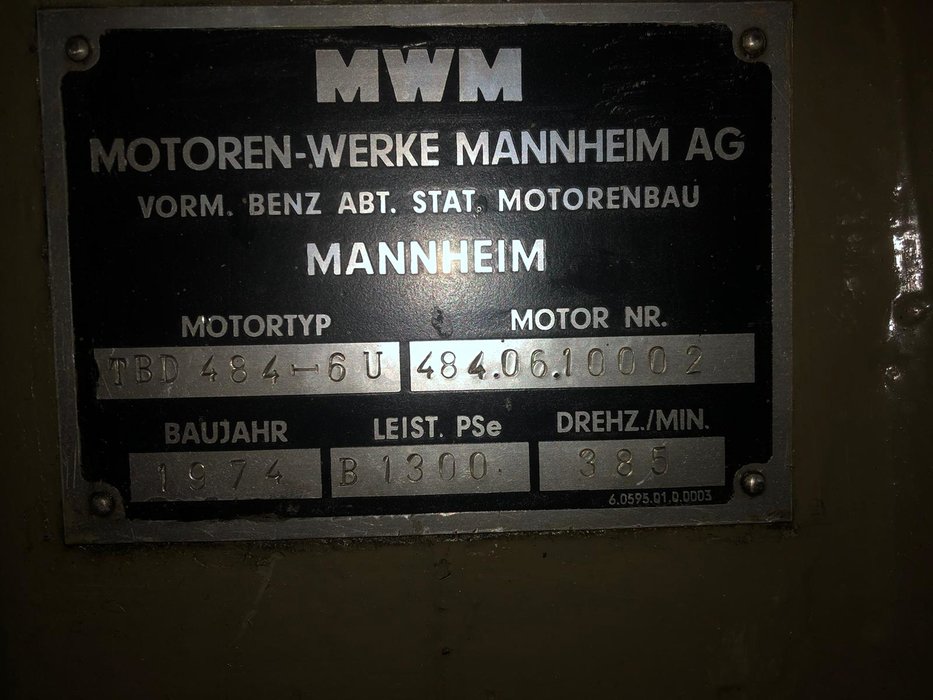 MWM
MOTOREN-WERKE MANNHEIM AG
VORM. BENZ ABT. STAT. MOTORENBAU
MANNHEIM
MOTORTYP MOTOR NR.
TBD 484-6 U 484.06.10002
BAUJAHR LEIST. PSe DREHZ./MIN.
1974 B 1300 385
6.0595.01.0.0003